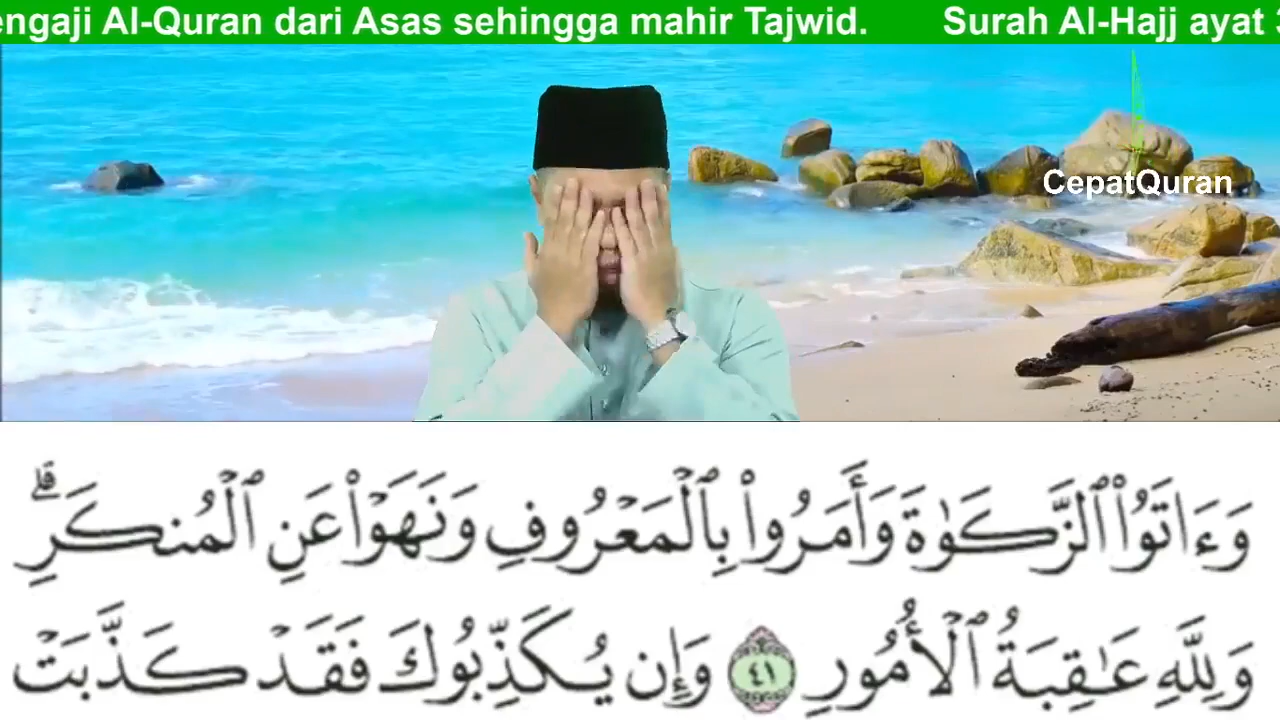 engaji Al-Quran dari Asas sehingga mahir Tajwid. Surah Al-Hajj ayat
CepatQuran
وَءَاتَوُا۟ ٱلزَّكَوٰةَ وَأَمَرُوا۟ بِٱلْمَعْرُوفِ وَنَهَوْا۟ عَنِ ٱلْمُنكَرِ ۗ
وَلِلَّهِ عَـٰقِبَةُ ٱلْأُمُورِ ٤١ وَإِن يُكَذِّبُوكَ فَقَدْ كَذَّبَتْ